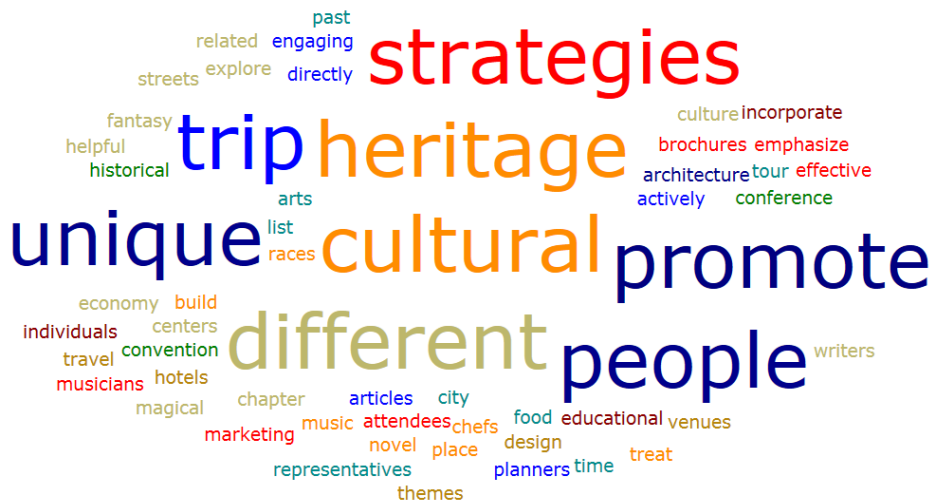 past
related engaging
strategies
streets explore directly
fantasy
trip
heritage
culture incorporate
helpful
brochures emphasize
historical
architecture tour effective
arts
actively conference
unique
list
cultural
promote
races
economy build
individuals centers
different
travel convention
people
writers
musicians hotels
magical chapter articles city
marketing music attendees chefs food educational venues
novel place design
representatives planners time treat
themes